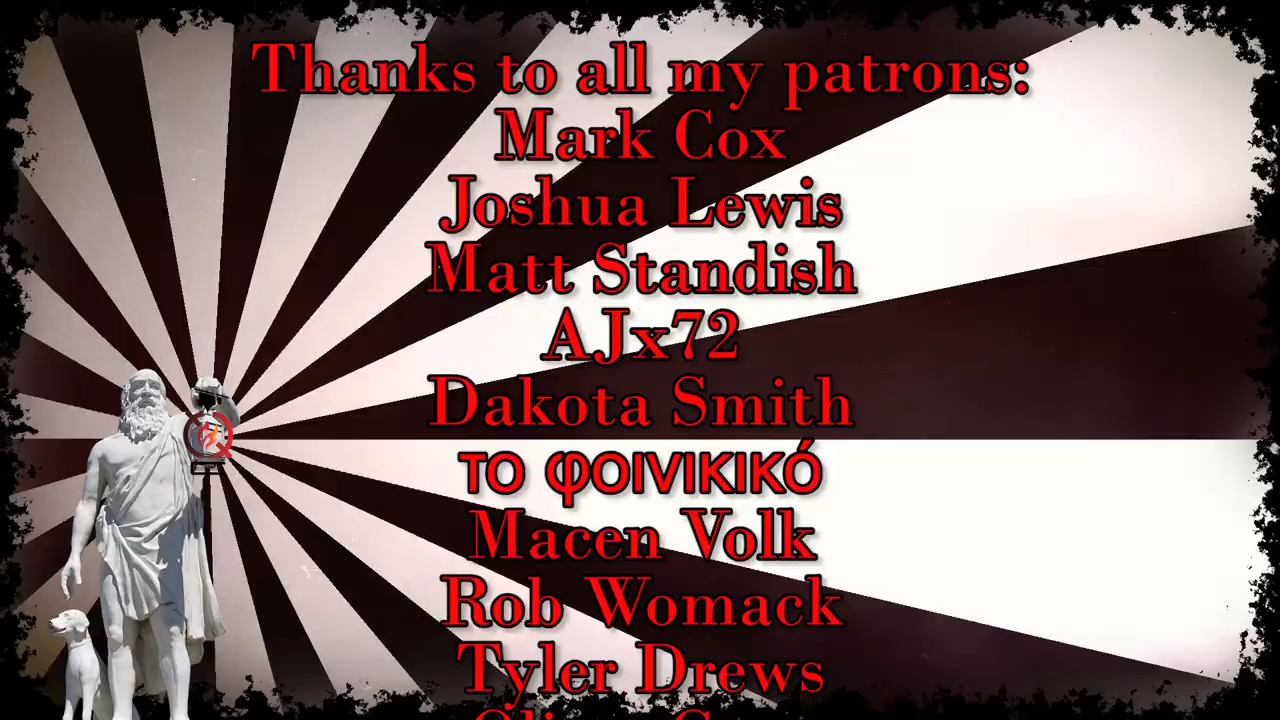 Thanks to all my patrons:
Mark Cox
Joshua Lewis
Matt Standish
AJx72
Dakota Smith
το φοινικικό
Macen Volk
Rob Womack
Tyler Drews